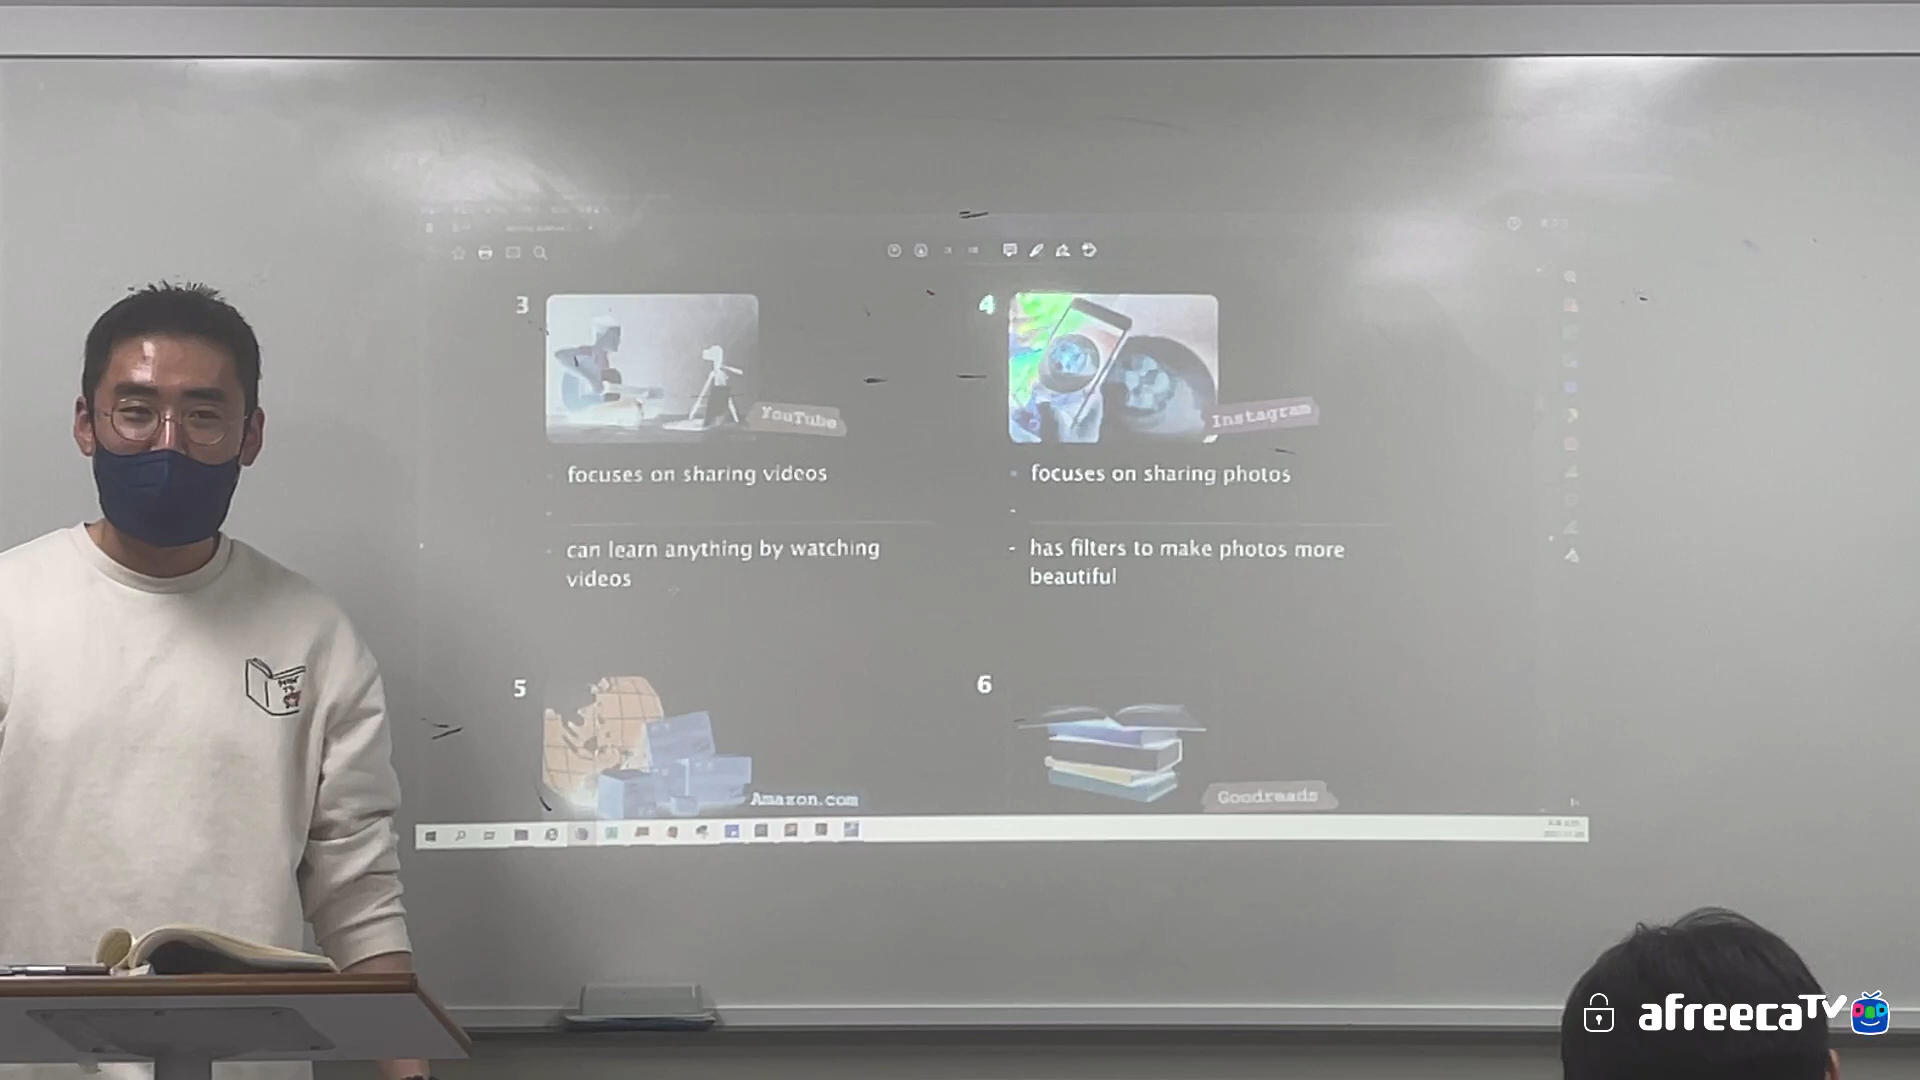 3
YouTube
focuses on sharing videos
-
- can learn anything by watching
videos
4
Instagram
- focuses on sharing photos
-
- has filters to make photos more
beautiful
5
Amazon.com
6
Goodreads
afreecaTV